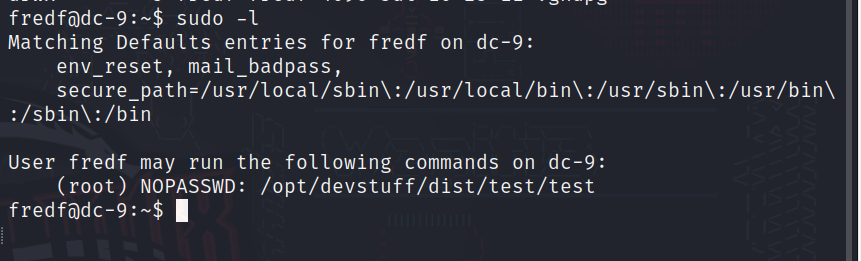 fredf@dc-9:~$ sudo -l
Matching Defaults entries for fredf on dc-9:
    env_reset, mail_badpass,
    secure_path=/usr/local/sbin\:/usr/local/bin\:/usr/sbin\:/usr/bin\
:/sbin\:/bin

User fredf may run the following commands on dc-9:
    (root) NOPASSWD: /opt/devstuff/dist/test/test
fredf@dc-9:~$